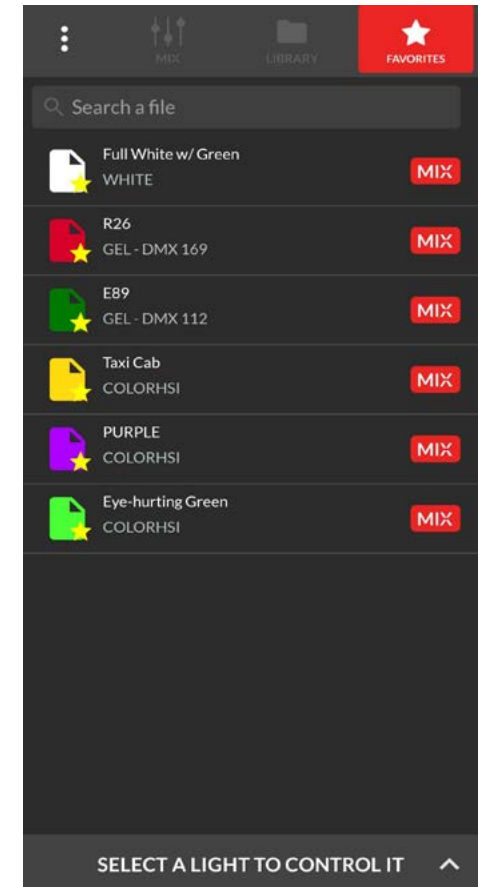 MIX
LIBRARY
FAVORITES
Search a file
Full White w/ Green
WHITE
MIX
R26
GEL - DMX 169
MIX
E89
GEL - DMX 112
MIX
Taxi Cab
COLORHSI
MIX
PURPLE
COLORHSI
MIX
Eye-hurting Green
COLORHSI
MIX
SELECT A LIGHT TO CONTROL IT